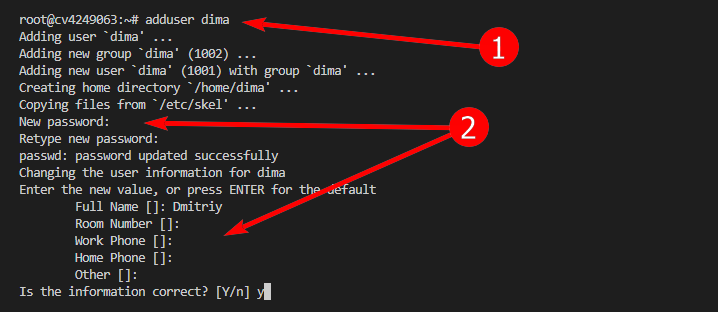 root@cv4249063:~# adduser dima
Adding user `dima' ...
Adding new group `dima' (1002) ...
Adding new user `dima' (1001) with group `dima' ...
Creating home directory `/home/dima' ...
Copying files from `/etc/skel' ...
New password:
Retype new password:
passwd: password updated successfully
Changing the user information for dima
Enter the new value, or press ENTER for the default
Full Name []: Dmitriy
Room Number []:
Work Phone []:
Home Phone []:
Other []:
Is the information correct? [Y/n] y
1
2